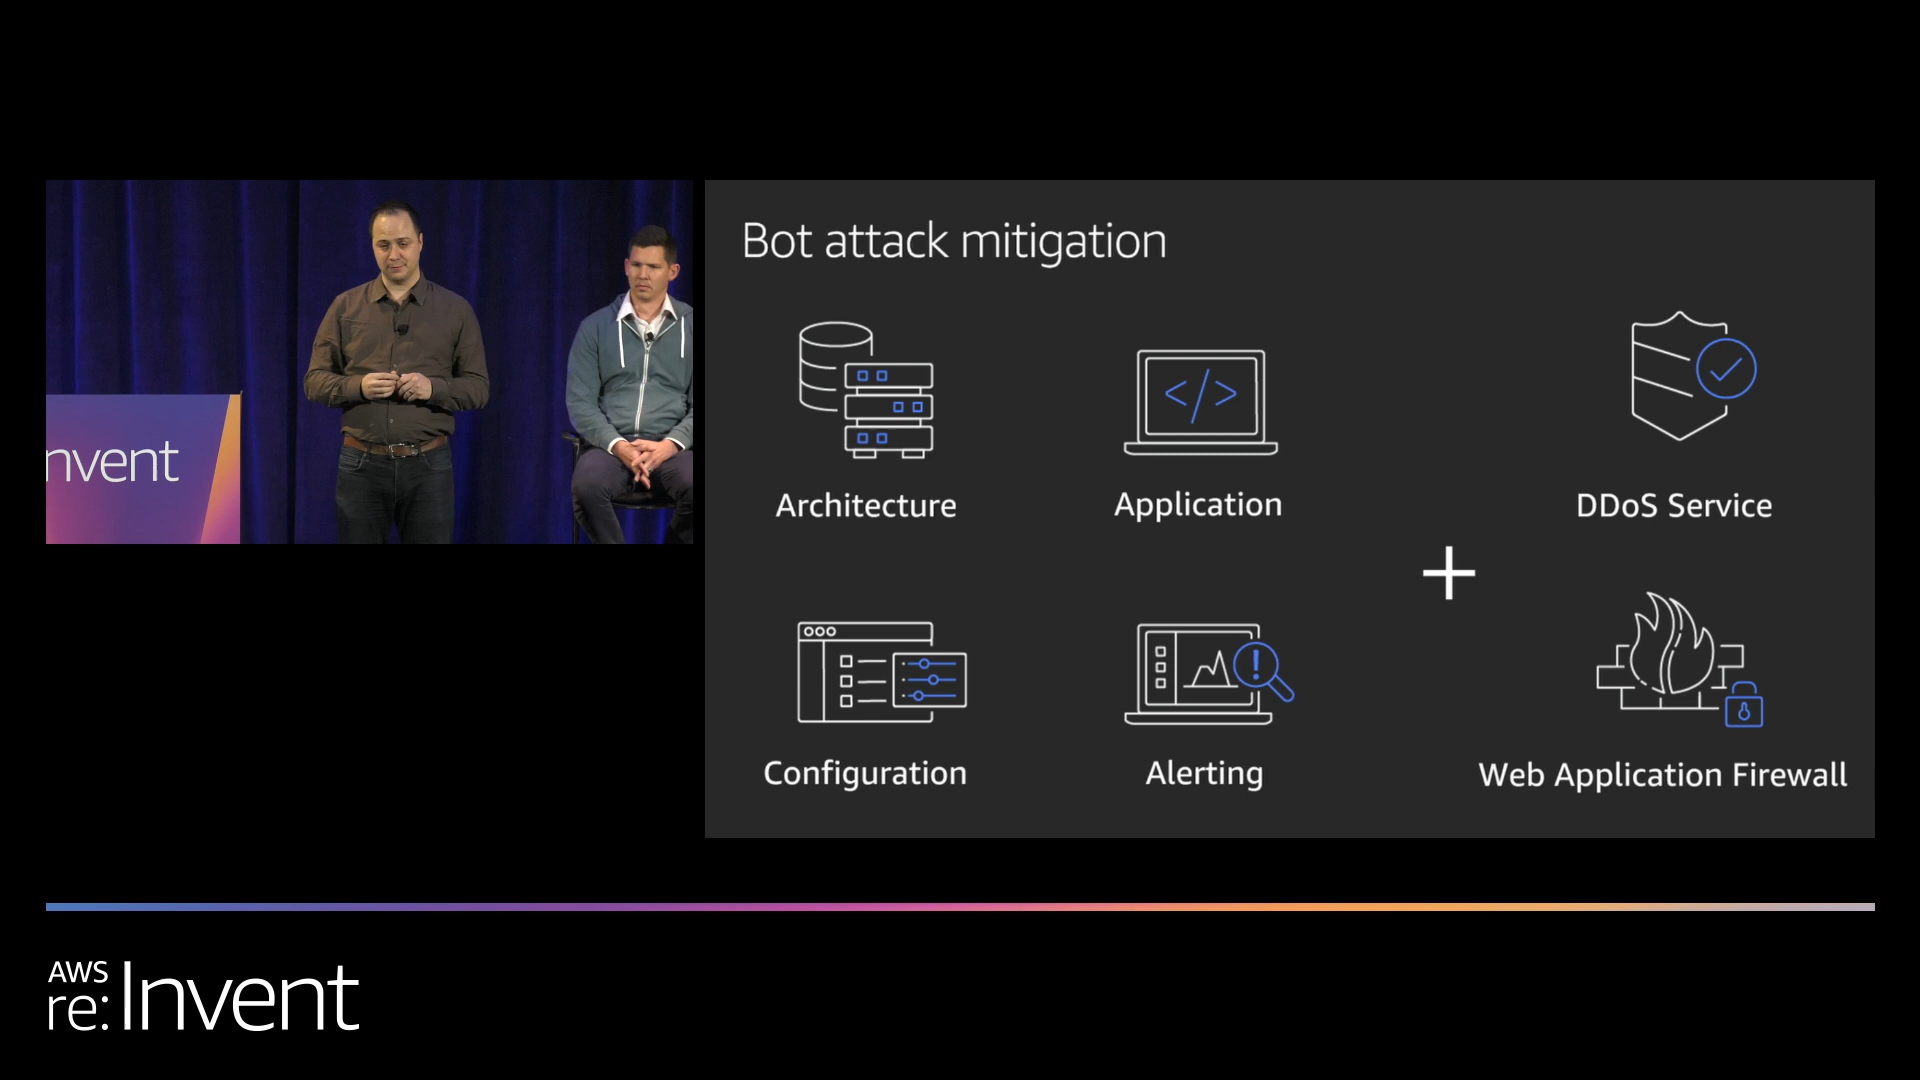 nvent
Bot attack mitigation
Architecture
Application
DDoS Service
+
Configuration
Alerting
Web Application Firewall
AWS
re:Invent